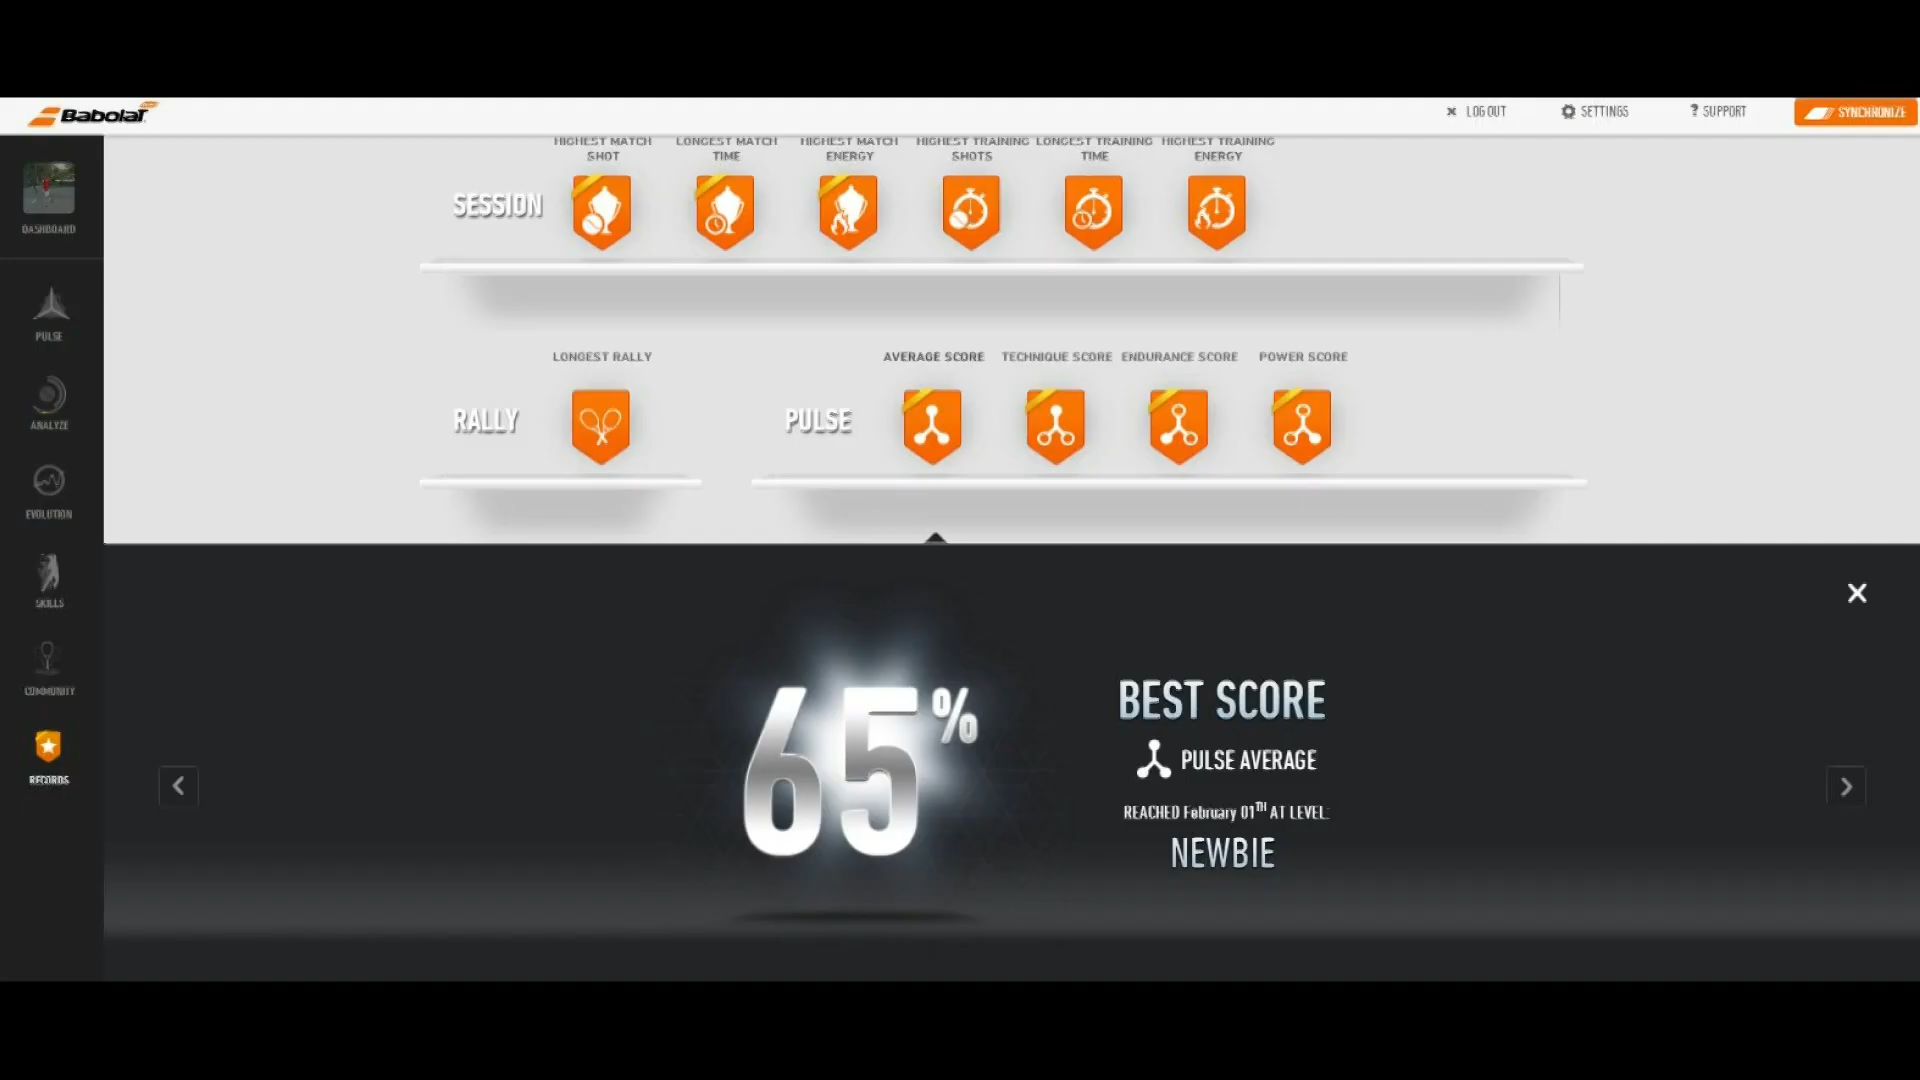 BabolaT
LOG OUT
SETTINGS
? SUPPORT
SYNCHRONIZE
HIGHEST MATCH SHOT
LONGEST MATCH TIME
HIGHEST MATCH ENERGY
HIGHEST TRAINING SHOTS
LONGEST TRAINING TIME
HIGHEST TRAINING ENERGY
SESSION
DASHBOARD
PULSE
ANALYZE
EVOLUTION
SKILLS
COMMUNITY
RECORDS
LONGEST RALLY
RALLY
AVERAGE SCORE
TECHNIQUE SCORE
ENDURANCE SCORE
POWER SCORE
PULSE
65%
BEST SCORE
PULSE AVERAGE
REACHED February 01TH AT LEVEL:
NEWBIE